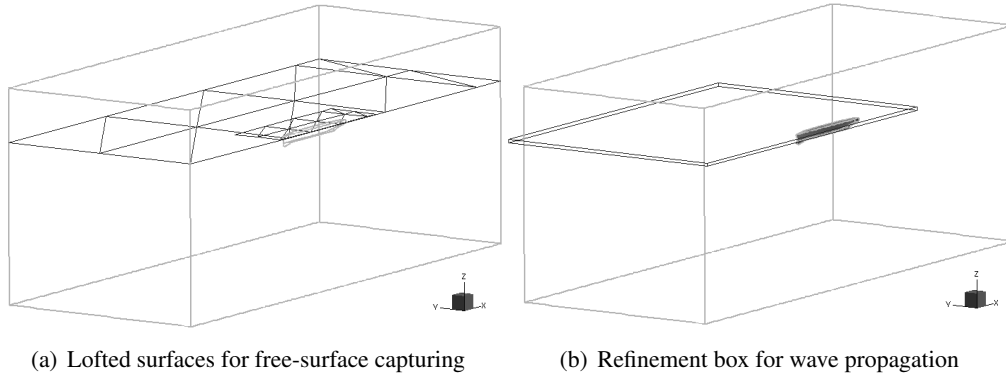 Z
Y
X
Z
Y
X
(a) Lofted surfaces for free-surface capturing
(b) Refinement box for wave propagation